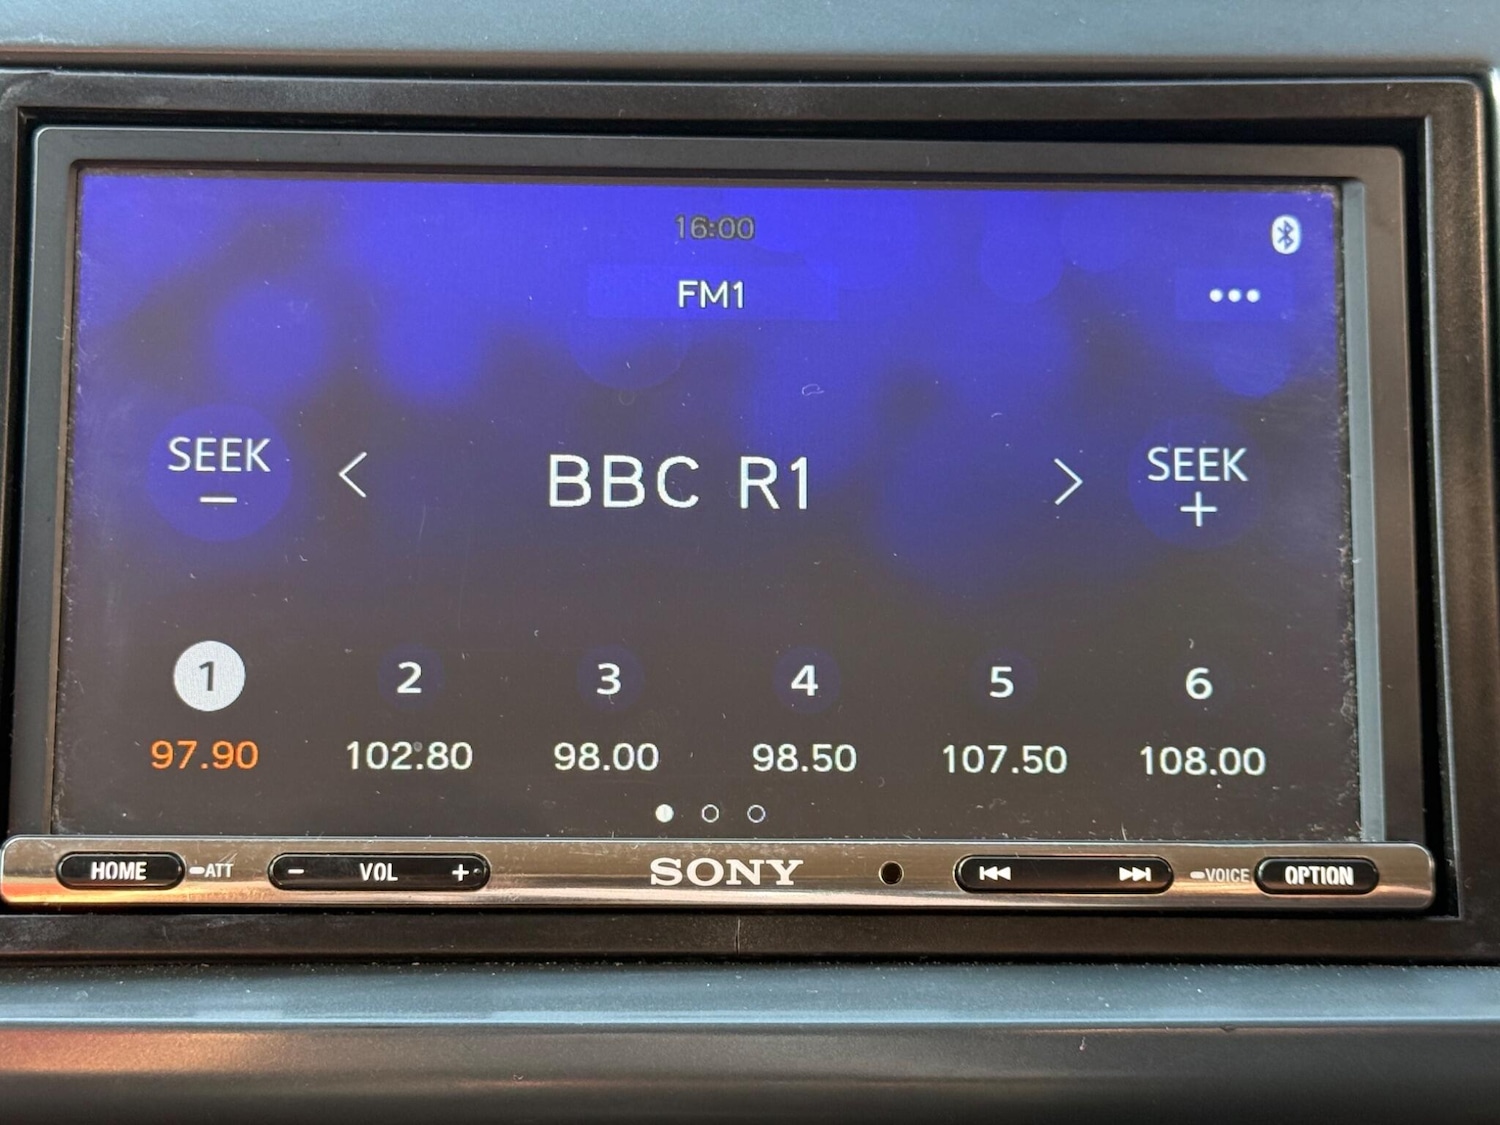 16:00
FM1
•••
SEEK
−
< BBC R1 >
SEEK
+
1 2 3 4 5 6
97.90 102.80 98.00 98.50 107.50 108.00
HOME ATT − VOL + SONY VOICE OPTION